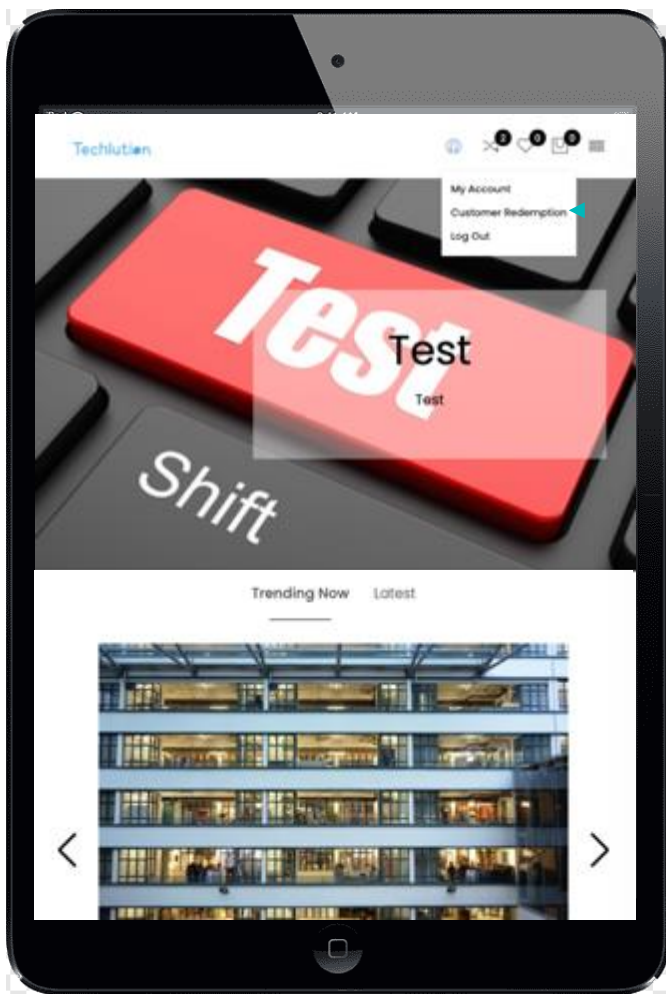 Techlution
2 0 0
My Account
Customer Redemption
Log Out
Test
Test
Test
Shift
Trending Now Latest